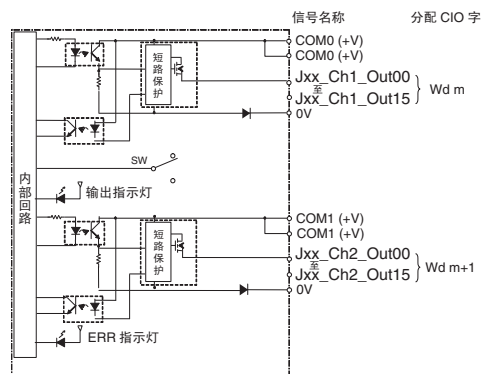 信号名称 分配 CIO 字
COM0 (+V)
COM0 (+V)
短路保护
Jxx_Ch1_Out00
至
Jxx_Ch1_Out15
Wd m
0V
SW
内部回路
输出指示灯
COM1 (+V)
COM1 (+V)
短路保护
Jxx_Ch2_Out00
至
Jxx_Ch2_Out15
Wd m+1
0V
ERR 指示灯